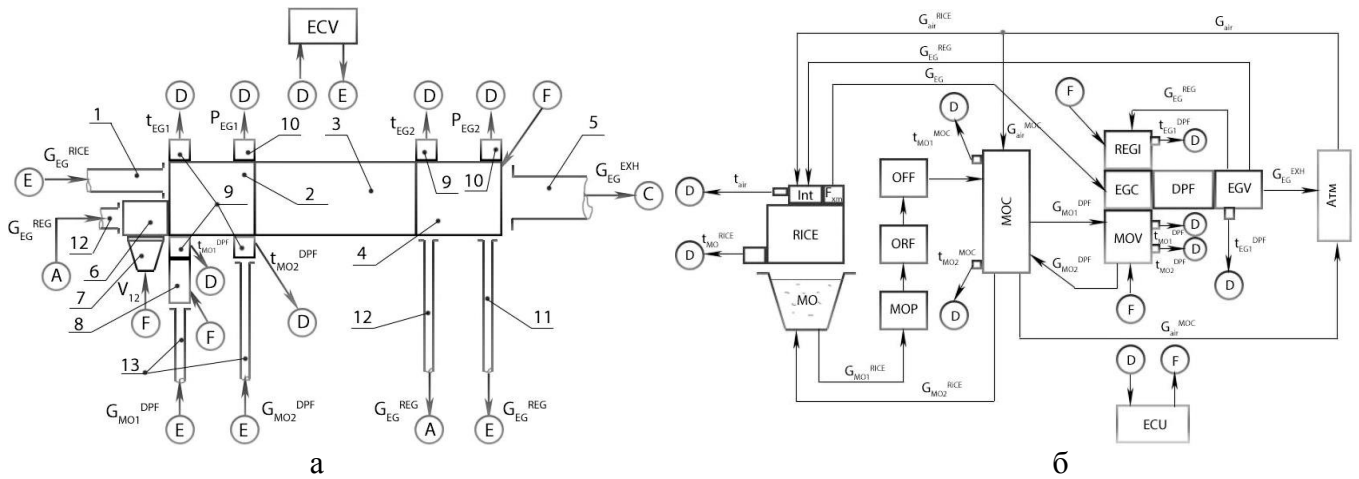 ECV
D
E
D
D
D
D
F
1
t_EG1
P_EG1
10
3
t_EG2
P_EG2
5
G_EG^RICE
E
2
9
10
G_EG^EXH
C
9
4
G_EG^REG
12
6
A
7
V_12
t_MO1^DPF
D
t_MO2^DPF
8
F
F
D
12
11
13
G_MO1^DPF
G_MO2^DPF
G_EG^REG
G_EG^REG
E
E
A
E
а
G_air^RICE
G_air
G_EG^REG
G_EG
F
G_EG^REG
D
t_MO1^MOC
G_air^MOC
t_EG1^DPF
D
REGI
t_air
D
Int
OFF
MOC
EGC
DPF
EGV
G_EG^EXH
Атм
G_MO1^DPF
RICE
t_MO^RICE
D
ORF
MOV
D
t_MO1^DPF
D
t_MO2^DPF
t_MO2^MOC
G_MO2^DPF
t_EG1^DPF
D
MO
MOP
D
F
G_air^MOC
G_MO1^RICE
G_MO2^RICE
D
F
ECU
б